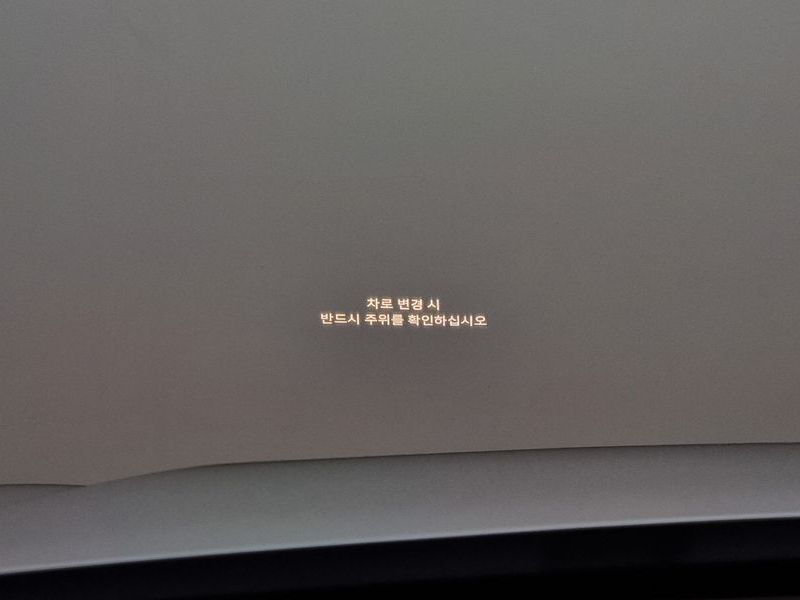 차로 변경 시
반드시 주위를 확인하십시오